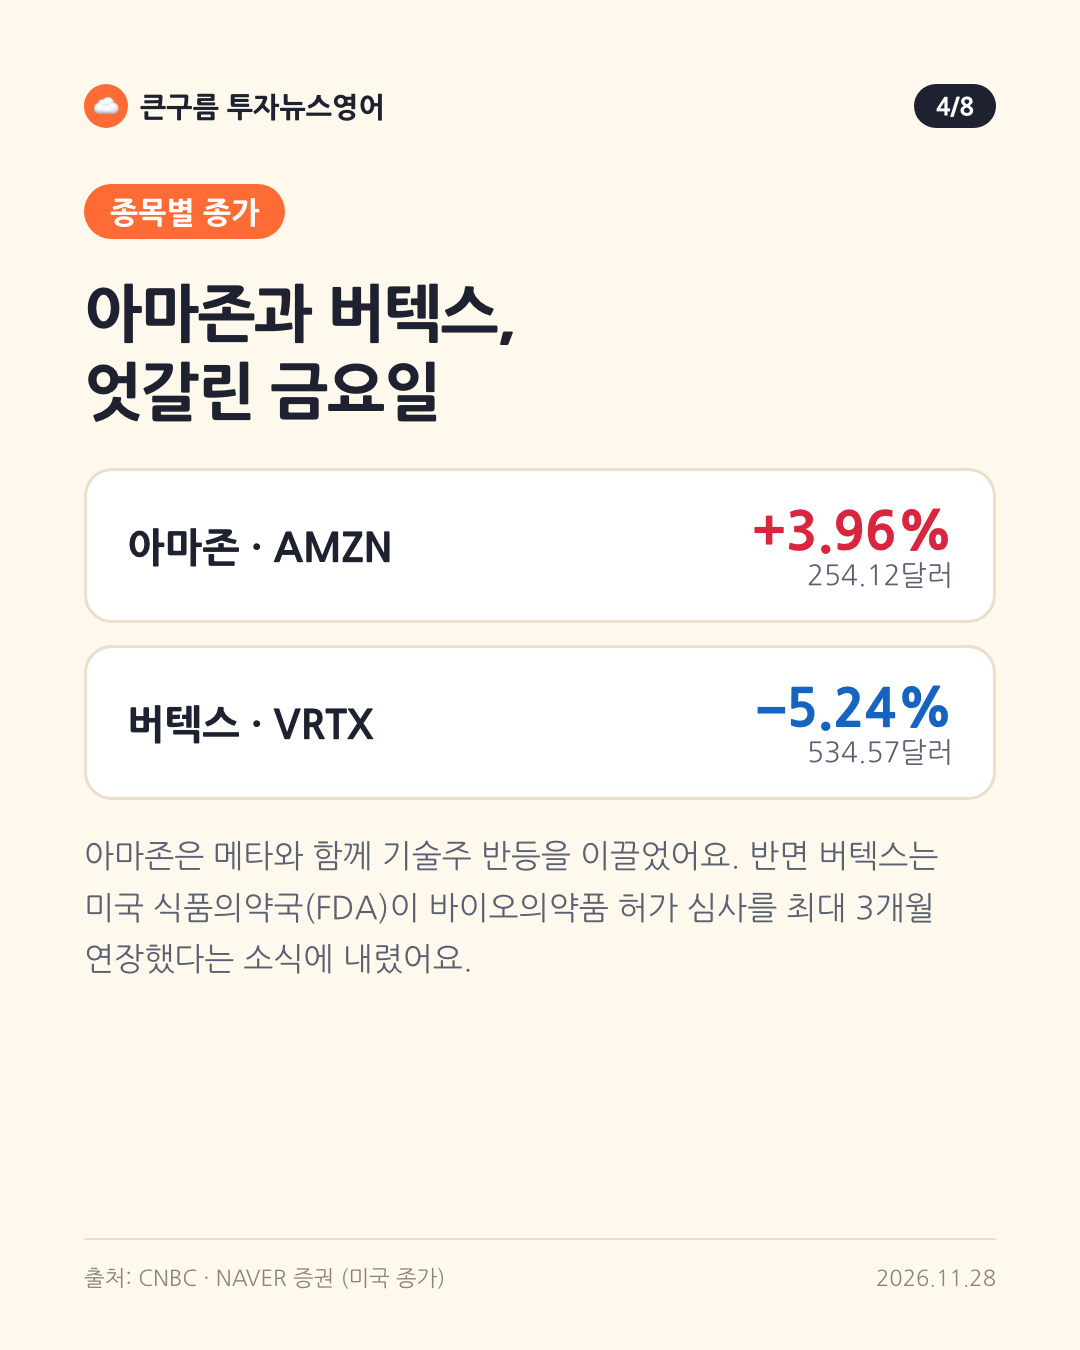 큰구름 투자뉴스영어
4/8
종목별 종가
아마존과 버텍스,
엇갈린 금요일
아마존 · AMZN
+3.96%
254.12달러
버텍스 · VRTX
−5.24%
534.57달러
아마존은 메타와 함께 기술주 반등을 이끌었어요. 반면 버텍스는
미국 식품의약국(FDA)이 바이오의약품 허가 심사를 최대 3개월
연장했다는 소식에 내렸어요.
출처: CNBC · NAVER 증권 (미국 종가)
2026.11.28